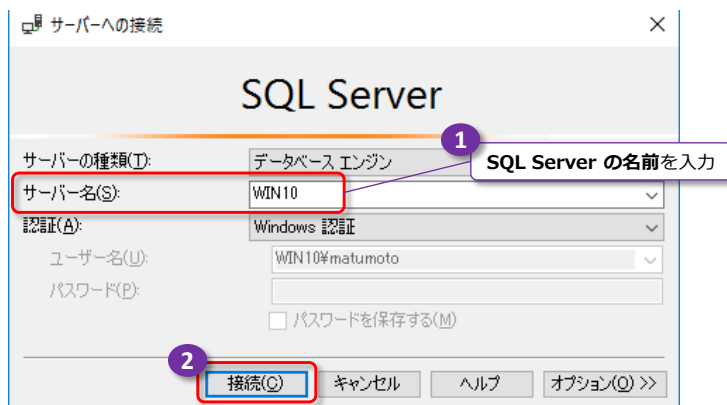 サーバーへの接続
SQL Server
1
SQL Server の名前を入力
サーバーの種類(T):
データベース エンジン
サーバー名(S):
WIN10
認証(A):
Windows 認証
ユーザー名(U):
WIN10¥matumoto
パスワード(P):
パスワードを保存する(M)
2
接続(C)
キャンセル
ヘルプ
オプション(O) >>